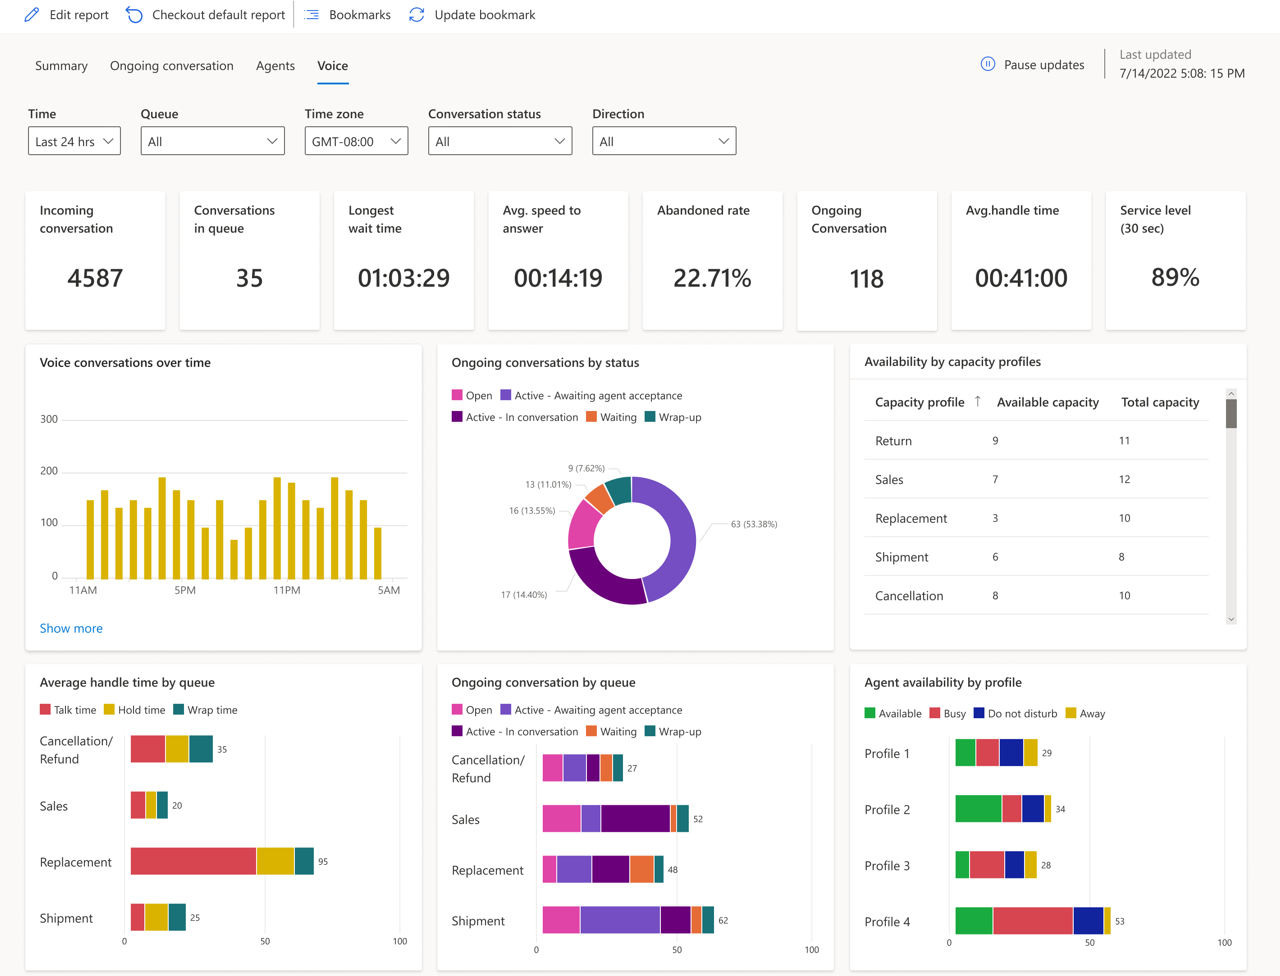 Edit report
Checkout default report
Bookmarks
Update bookmark
Summary
Ongoing conversation
Agents
Voice
Pause updates
Last updated
7/14/2022 5:08: 15 PM
Time
Queue
Time zone
Conversation status
Direction
Last 24 hrs
All
GMT-08:00
All
All
Incoming
conversation
4587
Conversations
in queue
35
Longest
wait time
01:03:29
Avg. speed to
answer
00:14:19
Abandoned rate
22.71%
Ongoing
Conversation
118
Avg.handle time
00:41:00
Service level
(30 sec)
89%
Voice conversations over time
300
200
100
0
11AM
5PM
11PM
5AM
Show more
Ongoing conversations by status
Open
Active - Awaiting agent acceptance
Active - In conversation
Waiting
Wrap-up
9 (7.62%)
13 (11.01%)
16 (13.55%)
63 (53.38%)
17 (14.40%)
Availability by capacity profiles
Capacity profile ↑ Available capacity Total capacity
Return 9 11
Sales 7 12
Replacement 3 10
Shipment 6 8
Cancellation 8 10
Average handle time by queue
Talk time
Hold time
Wrap time
Cancellation/
Refund
35
Sales
20
Replacement
95
Shipment
25
0
50
100
Ongoing conversation by queue
Open
Active - Awaiting agent acceptance
Active - In conversation
Waiting
Wrap-up
Cancellation/
Refund
27
Sales
52
Replacement
48
Shipment
62
0
50
100
Agent availability by profile
Available
Busy
Do not disturb
Away
Profile 1
29
Profile 2
34
Profile 3
28
Profile 4
53
0
50
100